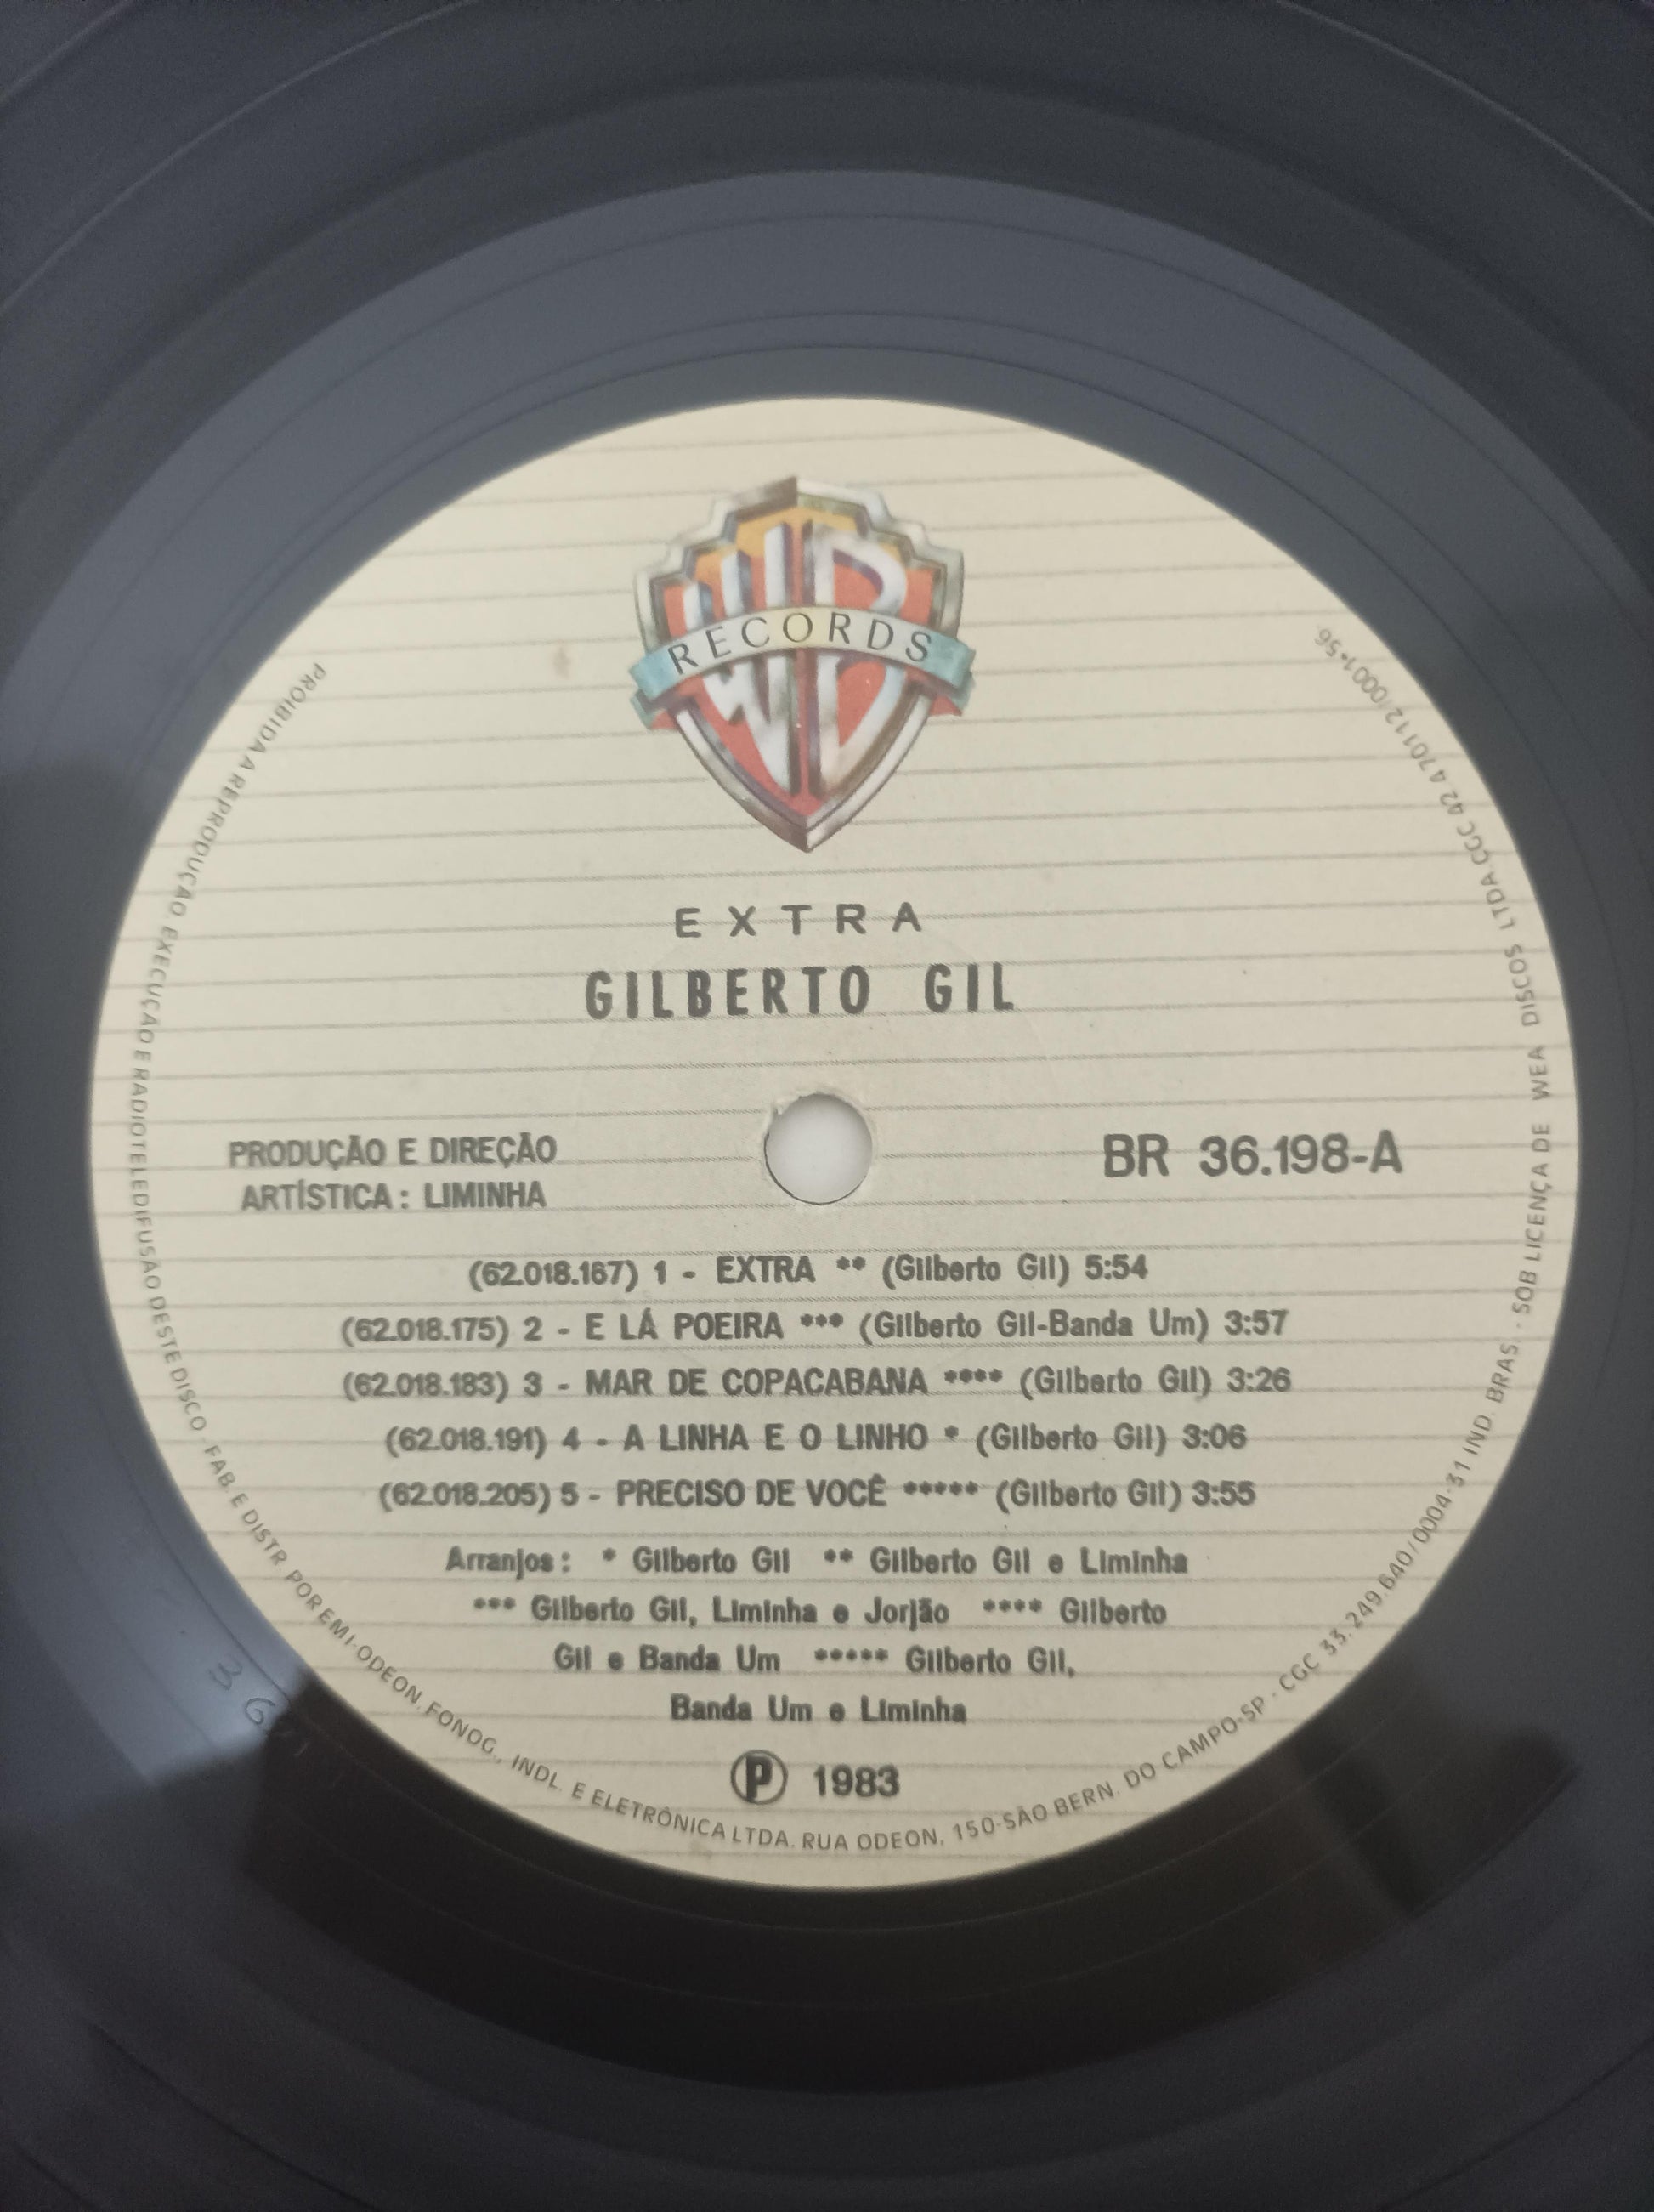 WB
RECORDS
EXTRA
GILBERTO GIL
PRODUÇÃO E DIREÇÃO
ARTÍSTICA: LIMINHA
BR 36.198-A
(62.018.167) 1 - EXTRA ** (Gilberto Gil) 5:54
(62.018.175) 2 - E LÁ POEIRA *** (Gilberto Gil-Banda Um) 3:57
(62.018.183) 3 - MAR DE COPACABANA **** (Gilberto Gil) 3:26
(62.018.191) 4 - A LINHA E O LINHO * (Gilberto Gil) 3:06
(62.018.205) 5 - PRECISO DE VOCÊ ***** (Gilberto Gil) 3:55
Arranjos: * Gilberto Gil ** Gilberto Gil e Liminha
*** Gilberto Gil, Liminha e Jorjão **** Gilberto
Gil e Banda Um ***** Gilberto Gil,
Banda Um e Liminha
Ⓟ 1983
PROIBIDA A REPRODUÇÃO, EXECUÇÃO E RADIOTELEDIFUSÃO DESTE DISCO · FAB. E DISTR. POR EMI-ODEON. FONOG., INDL. E ELETRÔNICA LTDA. RUA ODEON, 150-SÃO BERN. DO CAMPO-SP · CGC 33.249.640/0004-31 IND. BRAS. · SOB LICENÇA DE WEA DISCOS LTDA. CGC 42 470112/0001-56